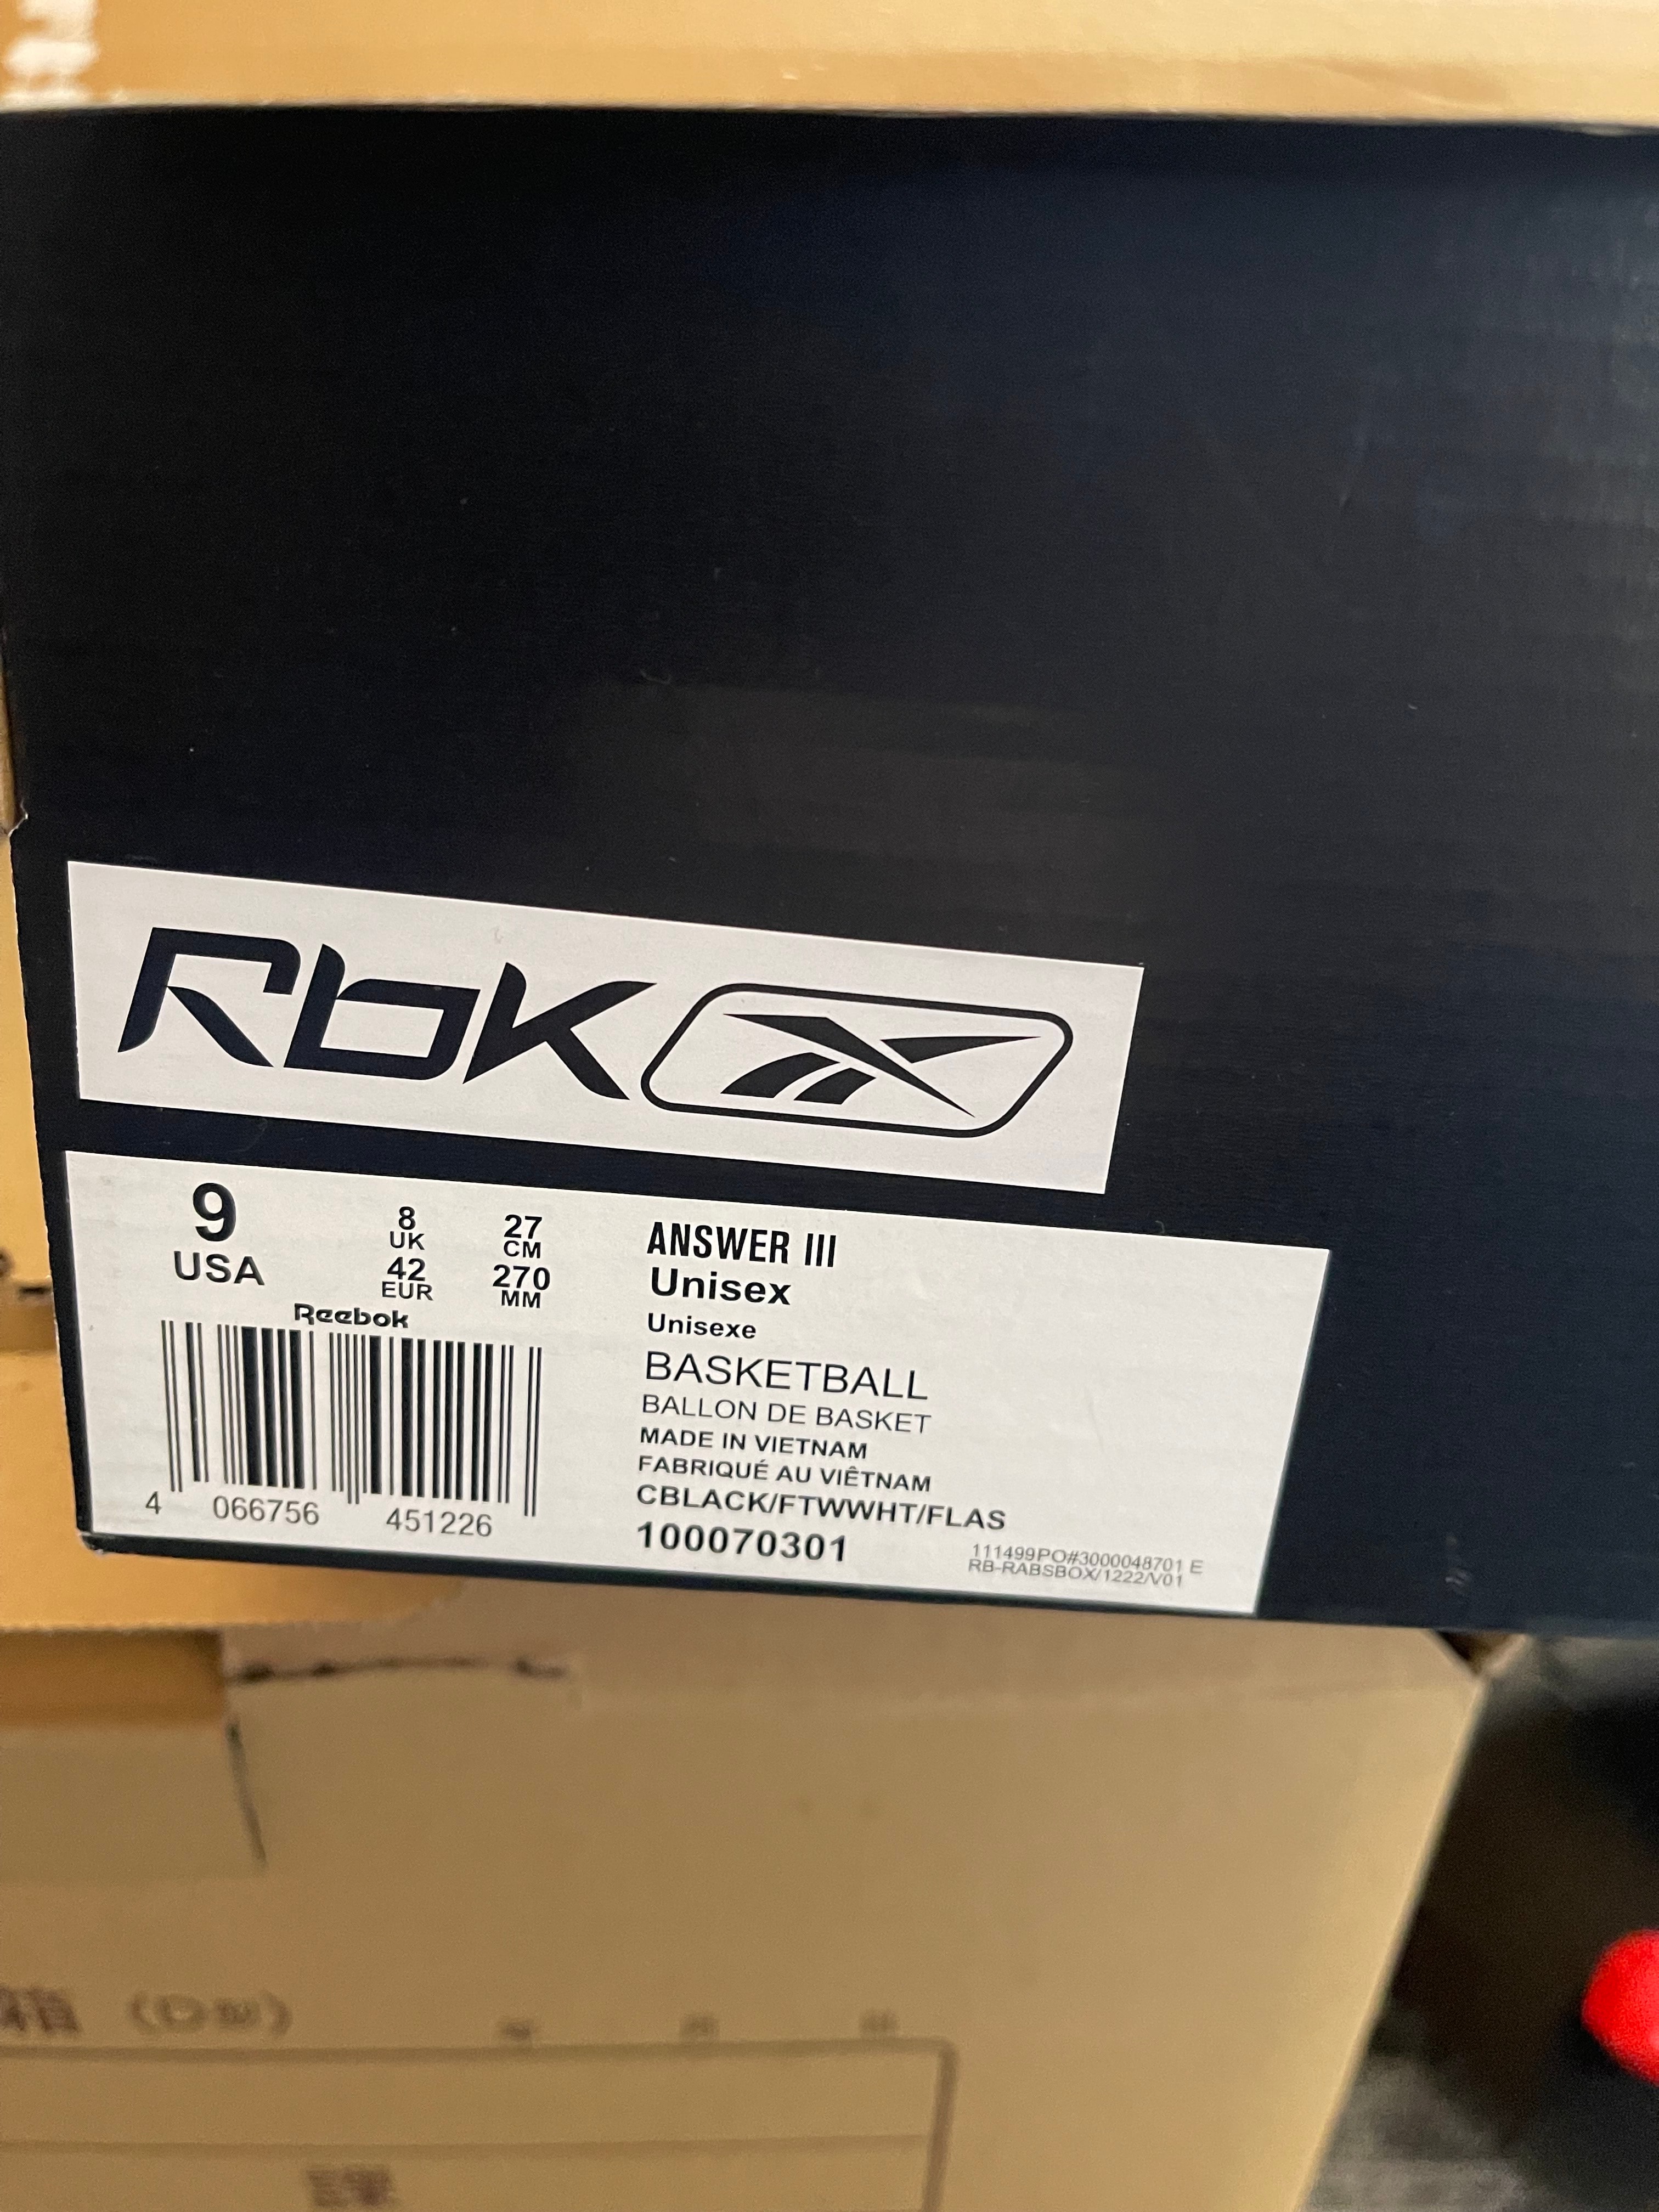 Rbk
9
USA
8
UK
42
EUR
27
CM
270
MM
Reebok
4 066756 451226
ANSWER III
Unisex
Unisexe
BASKETBALL
BALLON DE BASKET
MADE IN VIETNAM
FABRIQUÉ AU VIÊTNAM
CBLACK/FTWWHT/FLAS
100070301
111499PO#3000048701 E
RB-RABSBOX/1222/V01